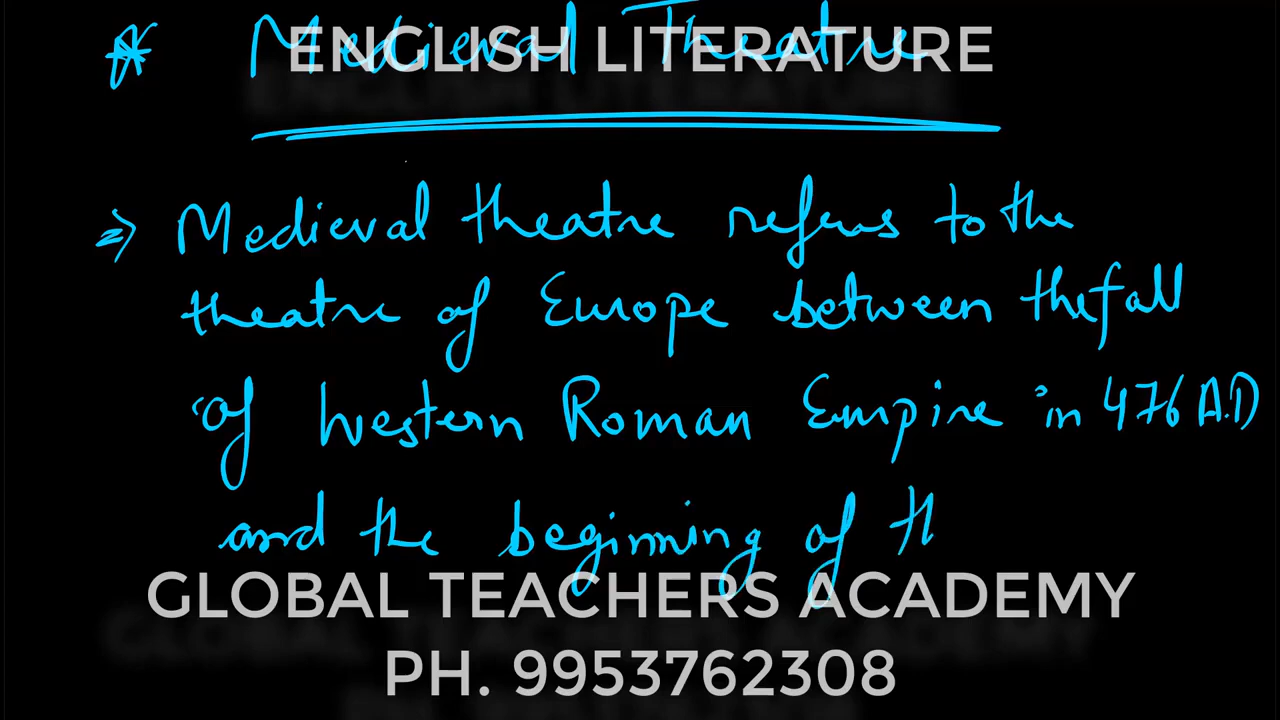 * Medieval Theatre
ENGLISH LITERATURE
⇒ Medieval theatre refers to the
theatre of Europe between the fall
of Western Roman Empire in 476 A.D
and the beginning of th
GLOBAL TEACHERS ACADEMY
PH. 9953762308